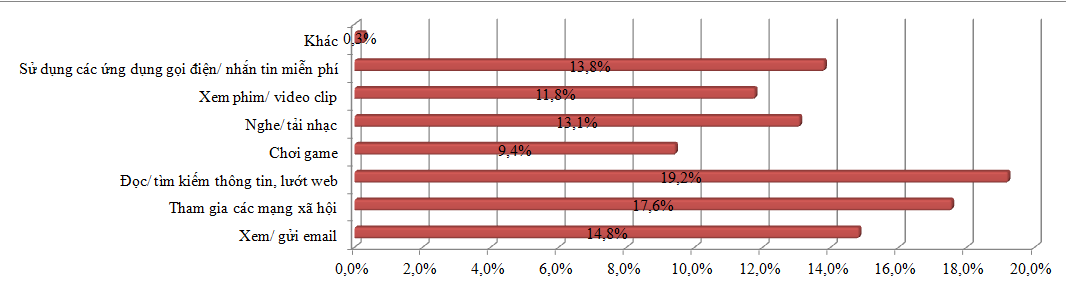 Khác 0,3%
Sử dụng các ứng dụng gọi điện/ nhắn tin miễn phí 13,8%
Xem phim/ video clip 11,8%
Nghe/ tải nhạc 13,1%
Chơi game 9,4%
Đọc/ tìm kiếm thông tin, lướt web 19,2%
Tham gia các mạng xã hội 17,6%
Xem/ gửi email 14,8%
0,0% 2,0% 4,0% 6,0% 8,0% 10,0% 12,0% 14,0% 16,0% 18,0% 20,0%